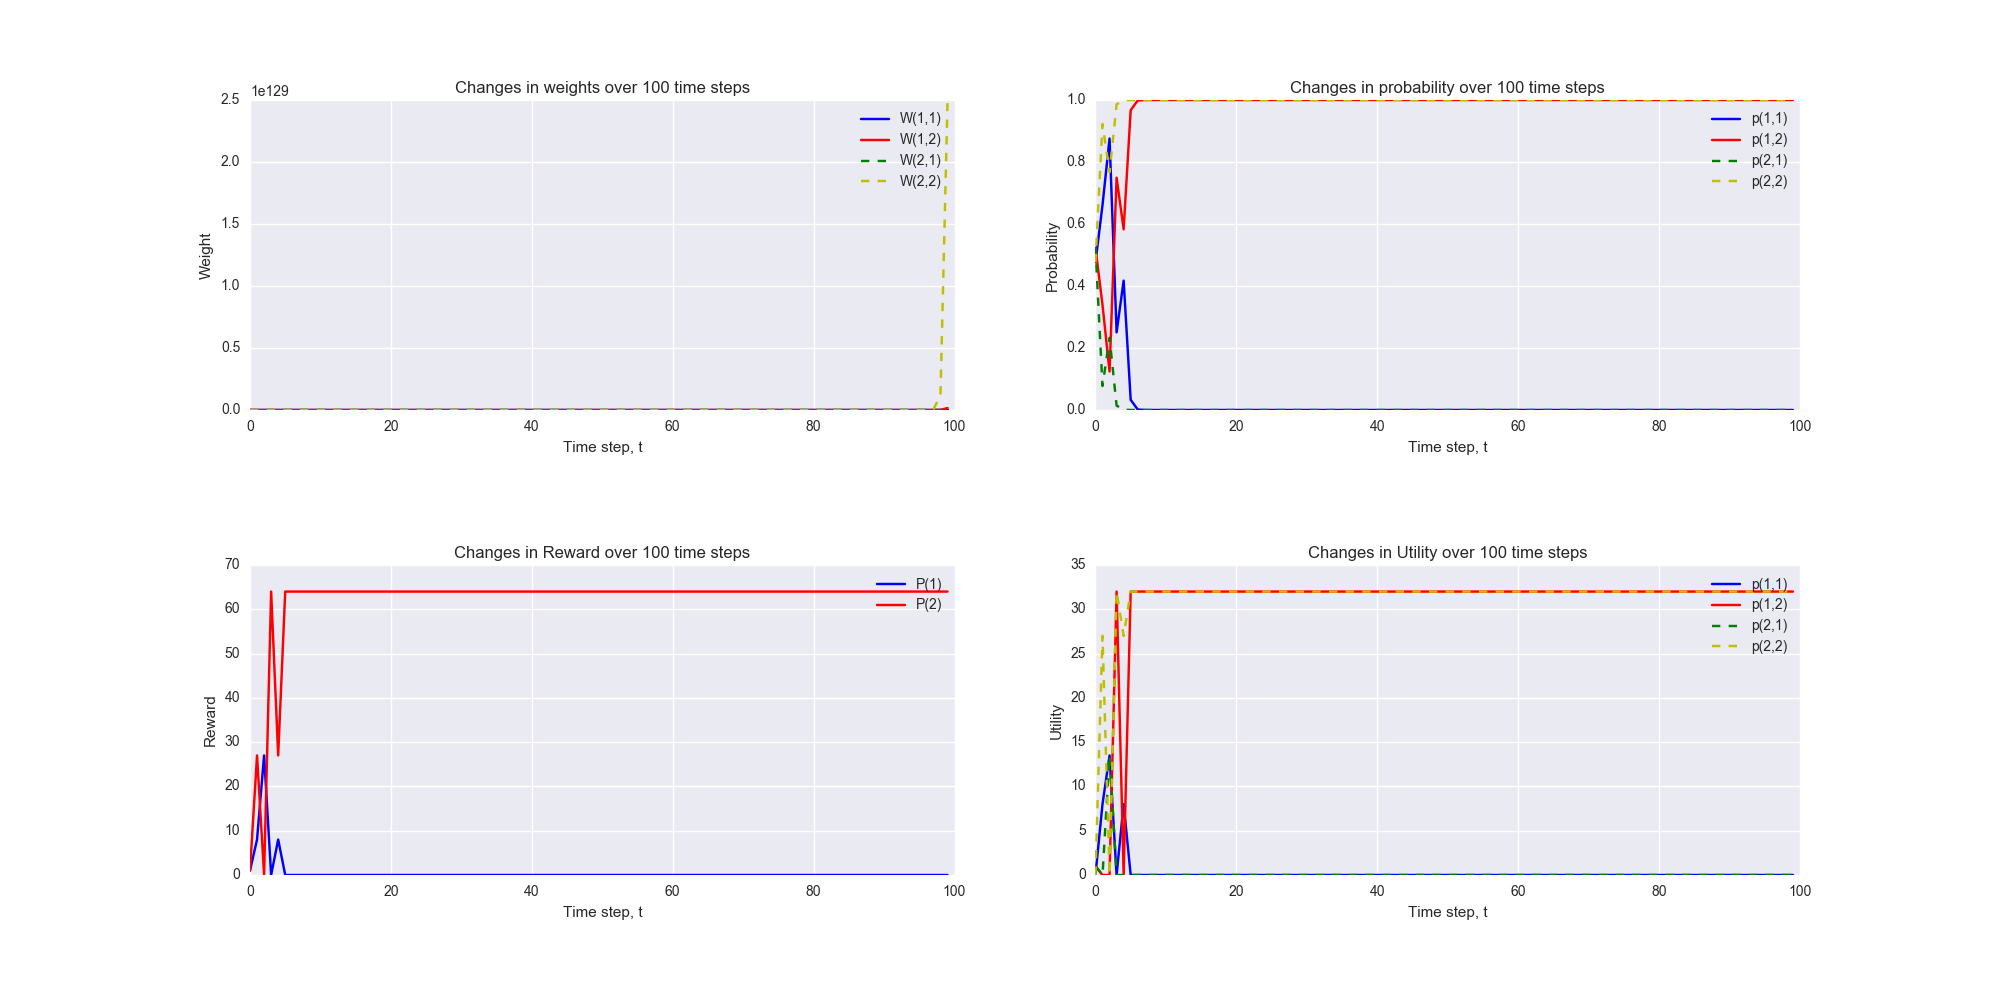 Changes in weights over 100 time steps
1e129
2.5
2.0
1.5
1.0
0.5
0.0
Weight
W(1,1)
W(1,2)
W(2,1)
W(2,2)
0 20 40 60 80 100
Time step, t
Changes in probability over 100 time steps
1.0
0.8
0.6
0.4
0.2
0.0
Probability
p(1,1)
p(1,2)
p(2,1)
p(2,2)
0 20 40 60 80 100
Time step, t
Changes in Reward over 100 time steps
70
60
50
40
30
20
10
0
Reward
P(1)
P(2)
0 20 40 60 80 100
Time step, t
Changes in Utility over 100 time steps
35
30
25
20
15
10
5
0
Utility
p(1,1)
p(1,2)
p(2,1)
p(2,2)
0 20 40 60 80 100
Time step, t